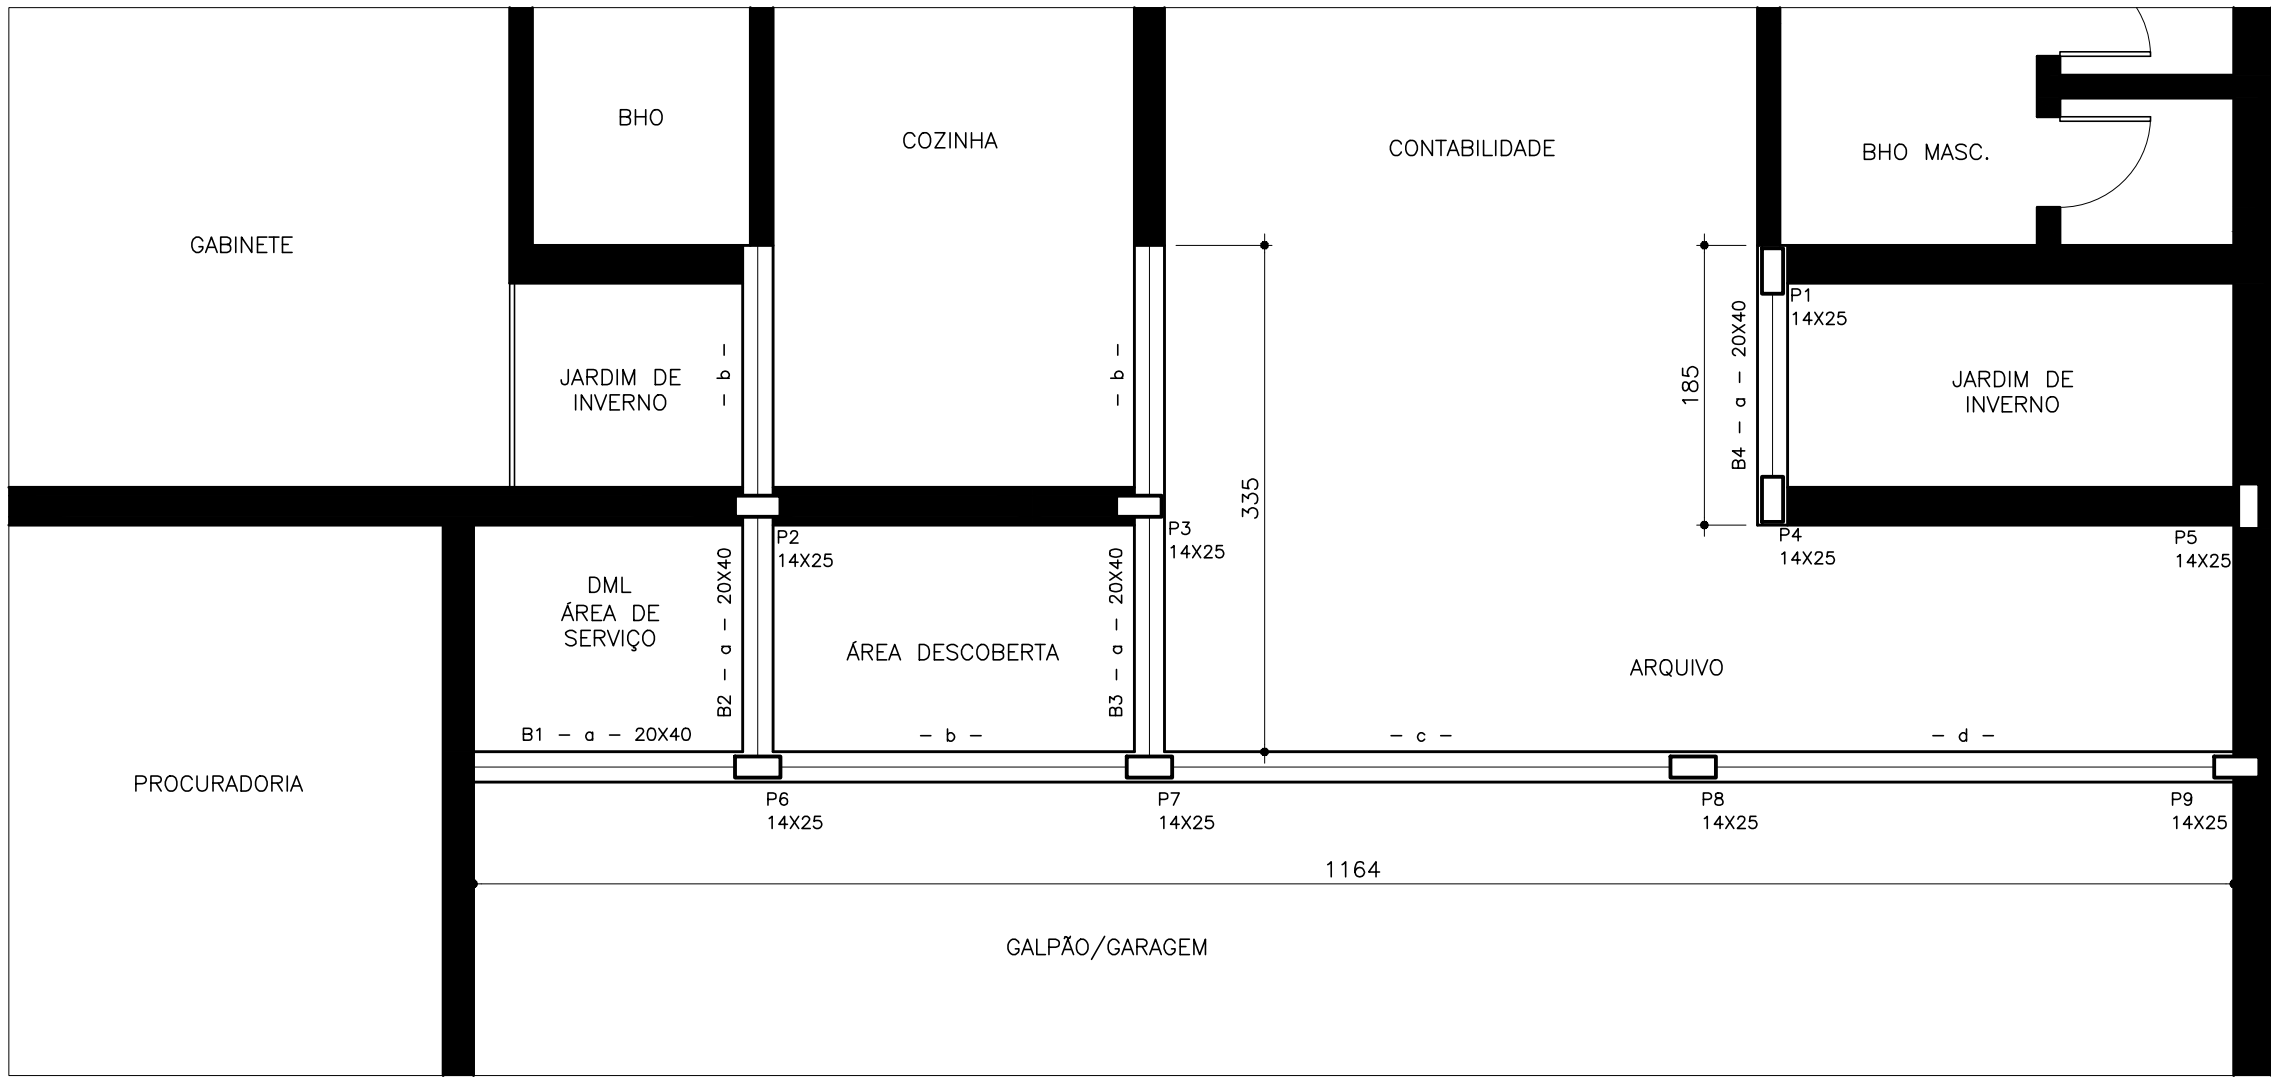 BHO
COZINHA
CONTABILIDADE
BHO MASC.
GABINETE
P1
14X25
JARDIM DE
INVERNO
- b -
- b -
335
185
B4 - a - 20X40
JARDIM DE
INVERNO
P2
14X25
P3
14X25
P4
14X25
P5
14X25
DML
ÁREA DE
SERVIÇO
B2 - a - 20X40
ÁREA DESCOBERTA
B3 - a - 20X40
ARQUIVO
B1 - a - 20X40
- b -
- c -
- d -
PROCURADORIA
P6
14X25
P7
14X25
P8
14X25
P9
14X25
1164
GALPÃO/GARAGEM